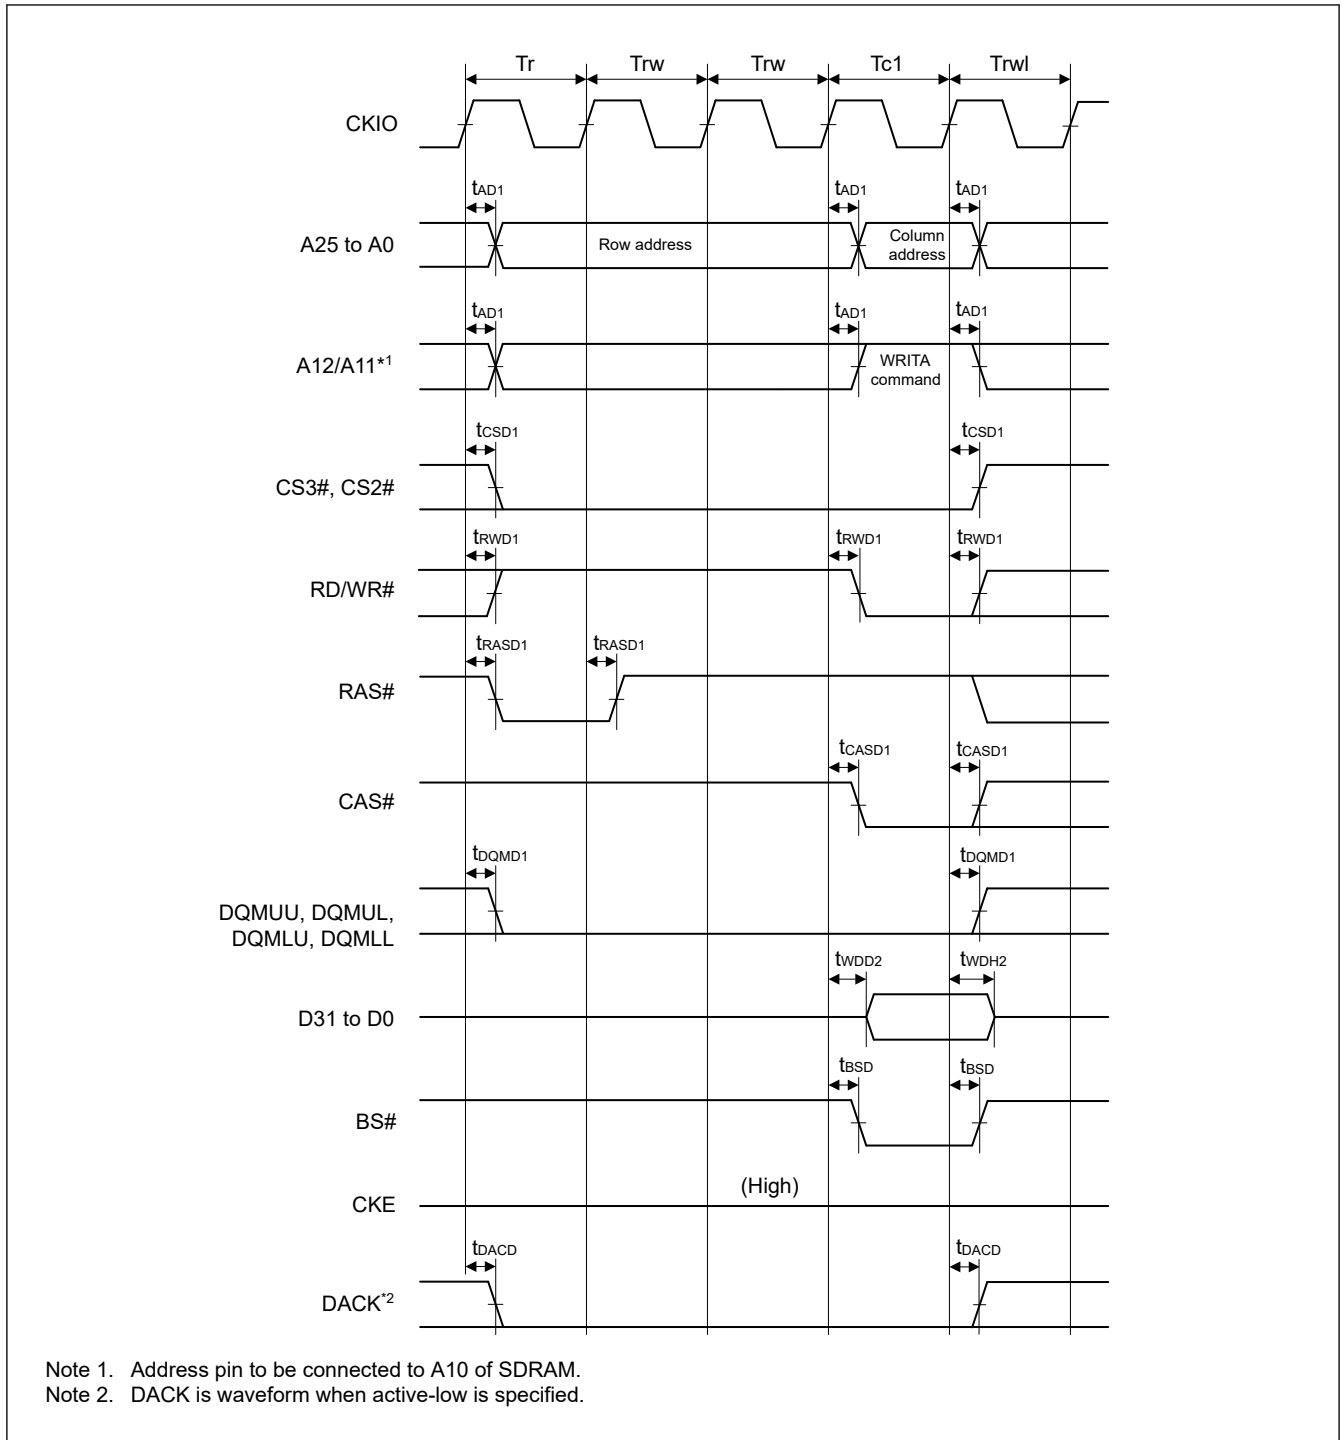 Tr Trw Trw Tc1 Trwl
CKIO
tAD1 tAD1 tAD1
A25 to A0 Row address Column address
tAD1 tAD1 tAD1
A12/A11*1 WRITA command
tCSD1 tCSD1
CS3#, CS2#
tRWD1 tRWD1 tRWD1
RD/WR#
tRASD1 tRASD1
RAS#
tCASD1 tCASD1
CAS#
tDQMD1 tDQMD1
DQMUU, DQMUL,
DQMLU, DQMLL
tWDD2 tWDH2
D31 to D0
tBSD tBSD
BS#
(High)
CKE
tDACD tDACD
DACK*2
Note 1. Address pin to be connected to A10 of SDRAM.
Note 2. DACK is waveform when active-low is specified.